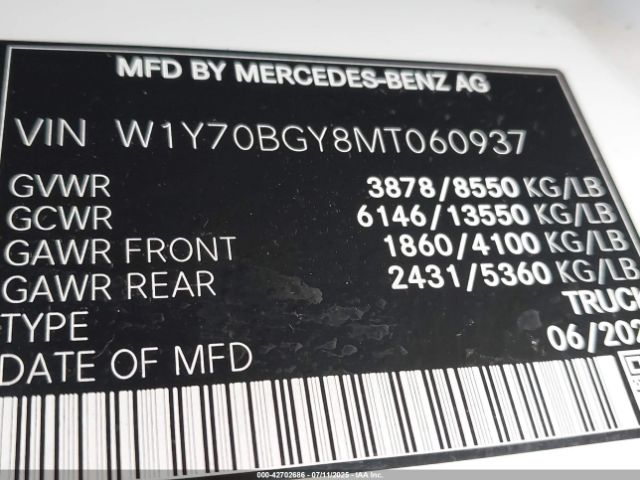 MFD BY MERCEDES-BENZ AG
VIN W1Y70BGY8MT060937
GVWR 3878/8550 KG/LB
GCWR 6146/13550 KG/LB
GAWR FRONT 1860/4100 KG/LB
GAWR REAR 2431/5360 KG/LB
TYPE TRUCK
DATE OF MFD 06/202
000-42702686 - 07/11/2025 - IAA Inc.